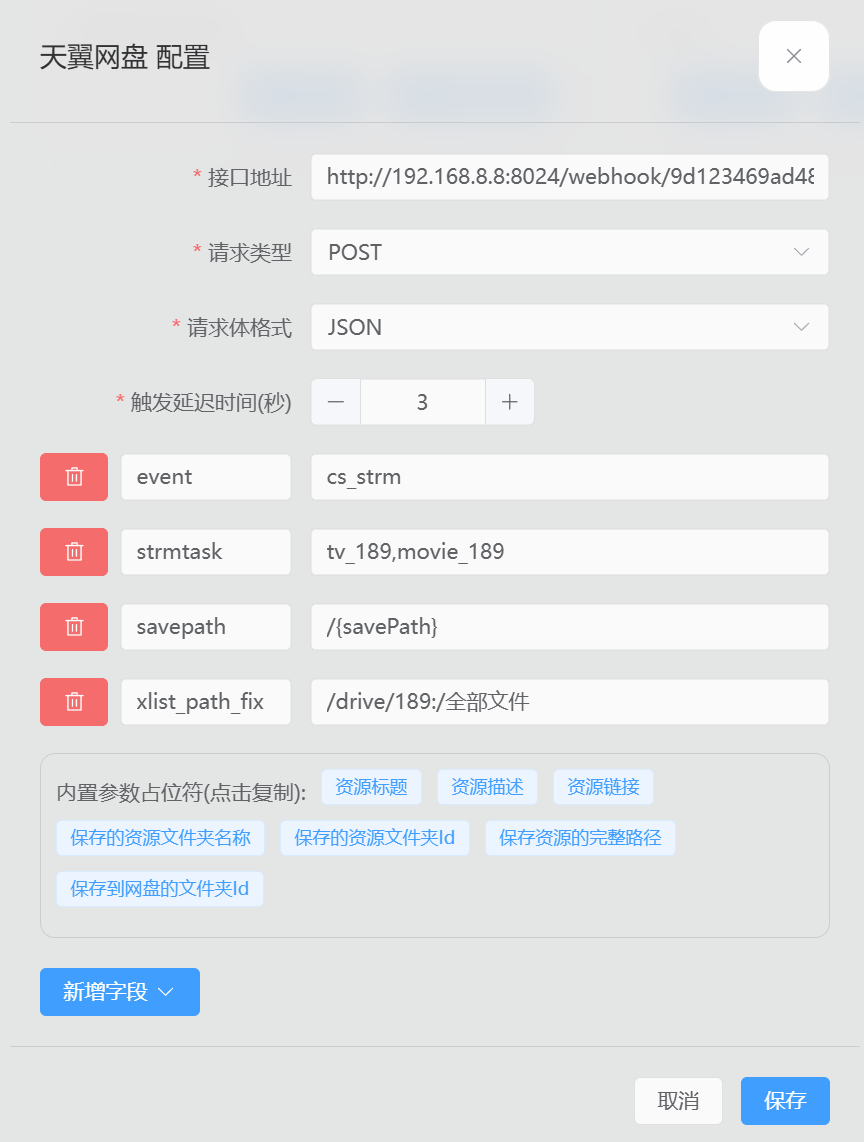 天翼网盘 配置
* 接口地址 http://192.168.8.8:8024/webhook/9d123469ad48
* 请求类型 POST
* 请求体格式 JSON
* 触发延迟时间(秒) 3
event cs_strm
strmtask tv_189,movie_189
savepath /{savePath}
xlist_path_fix /drive/189:/全部文件
内置参数占位符(点击复制): 资源标题 资源描述 资源链接
保存的资源文件夹名称 保存的资源文件夹Id 保存资源的完整路径
保存到网盘的文件夹Id
新增字段
取消 保存